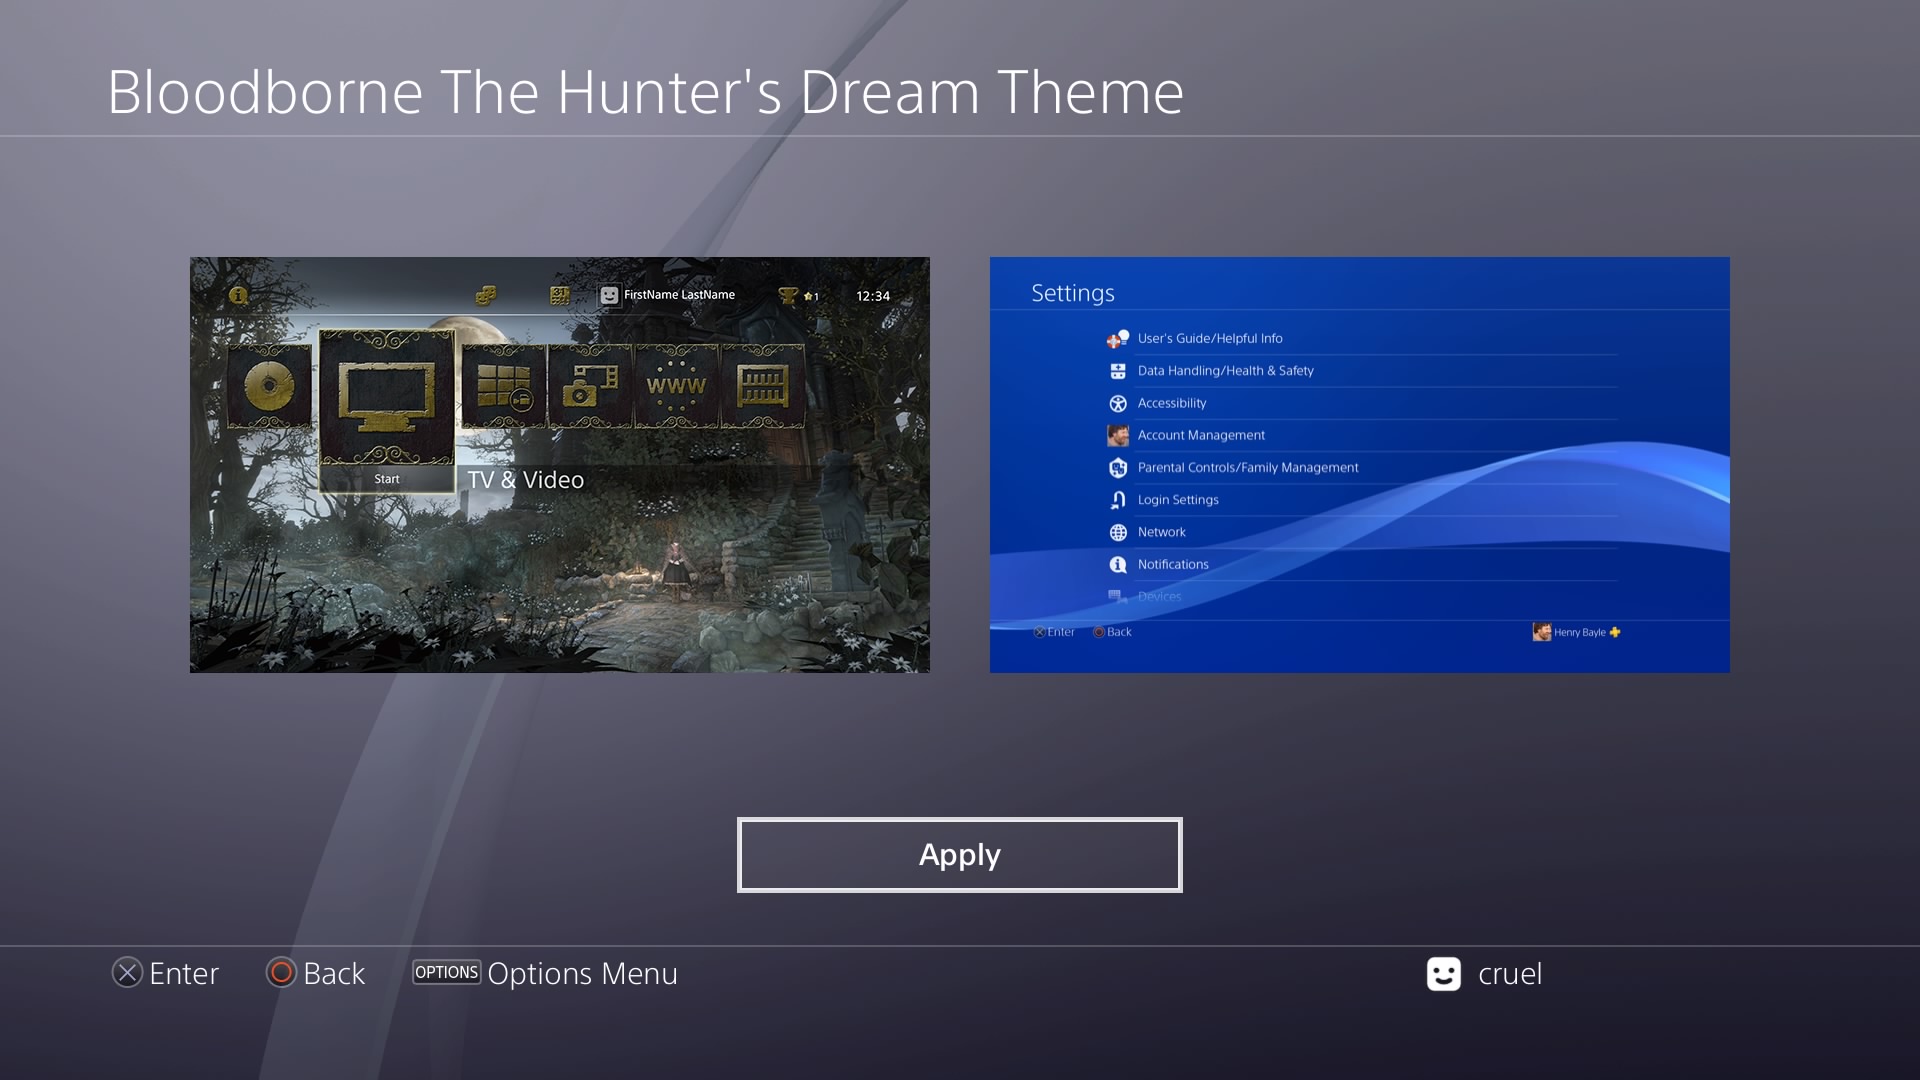 Bloodborne The Hunter's Dream Theme
31
FirstName LastName
1
12:34
WWW
Start
TV & Video
Settings
User's Guide/Helpful Info
Data Handling/Health & Safety
Accessibility
Account Management
Parental Controls/Family Management
Login Settings
Network
Notifications
Devices
Enter Back
Henry Bayle
Apply
Enter Back OPTIONS Options Menu
cruel